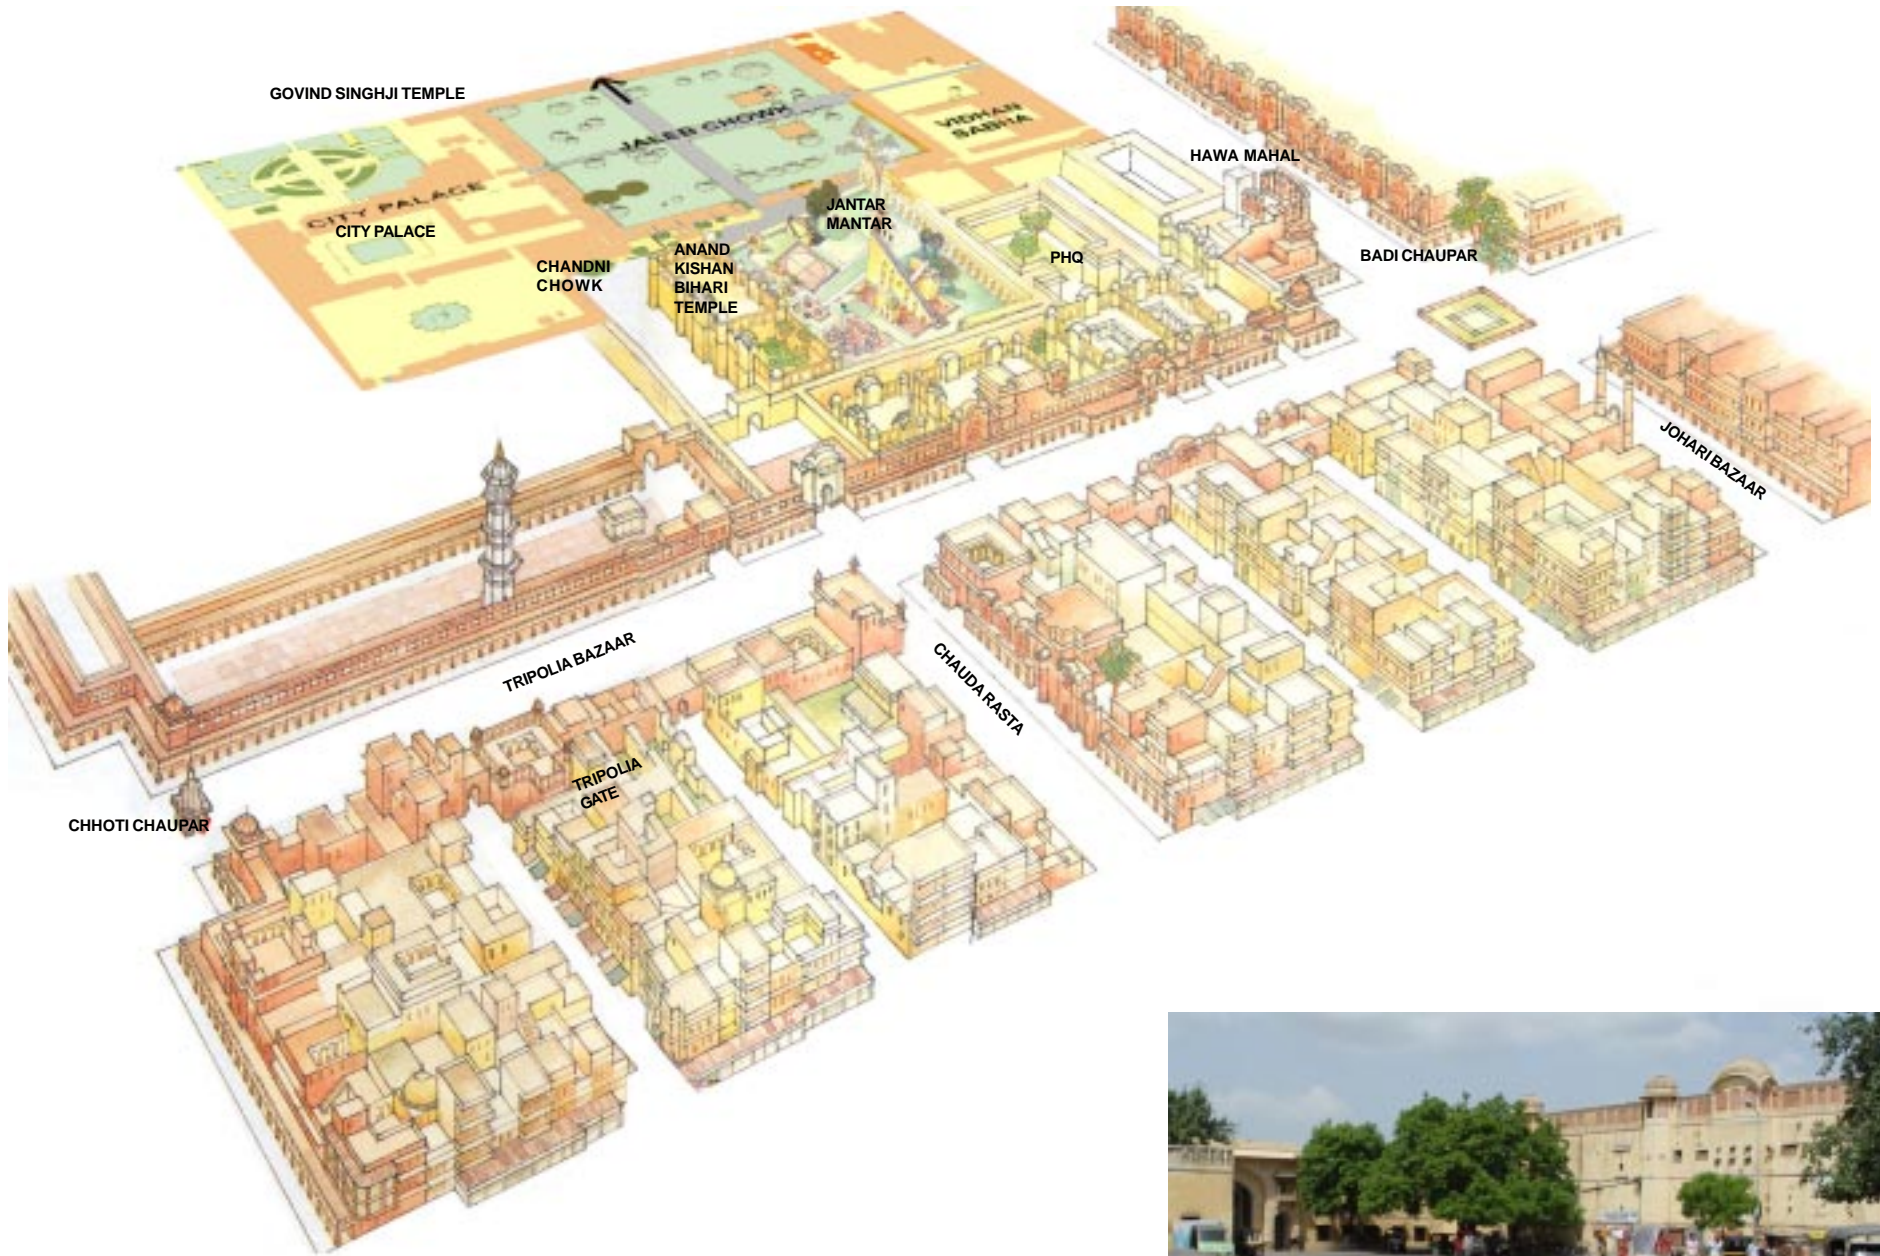 GOVIND SINGHJI TEMPLE
JALEB CHOWK
VIDHAN
SABHA
HAWA MAHAL
CITY PALACE
CITY PALACE
JANTAR
MANTAR
ANAND
KISHAN
BIHARI
TEMPLE
CHANDNI
CHOWK
PHQ
BADI CHAUPAR
JOHARI BAZAAR
TRIPOLIA BAZAAR
CHAUDA RASTA
TRIPOLIA
GATE
CHHOTI CHAUPAR